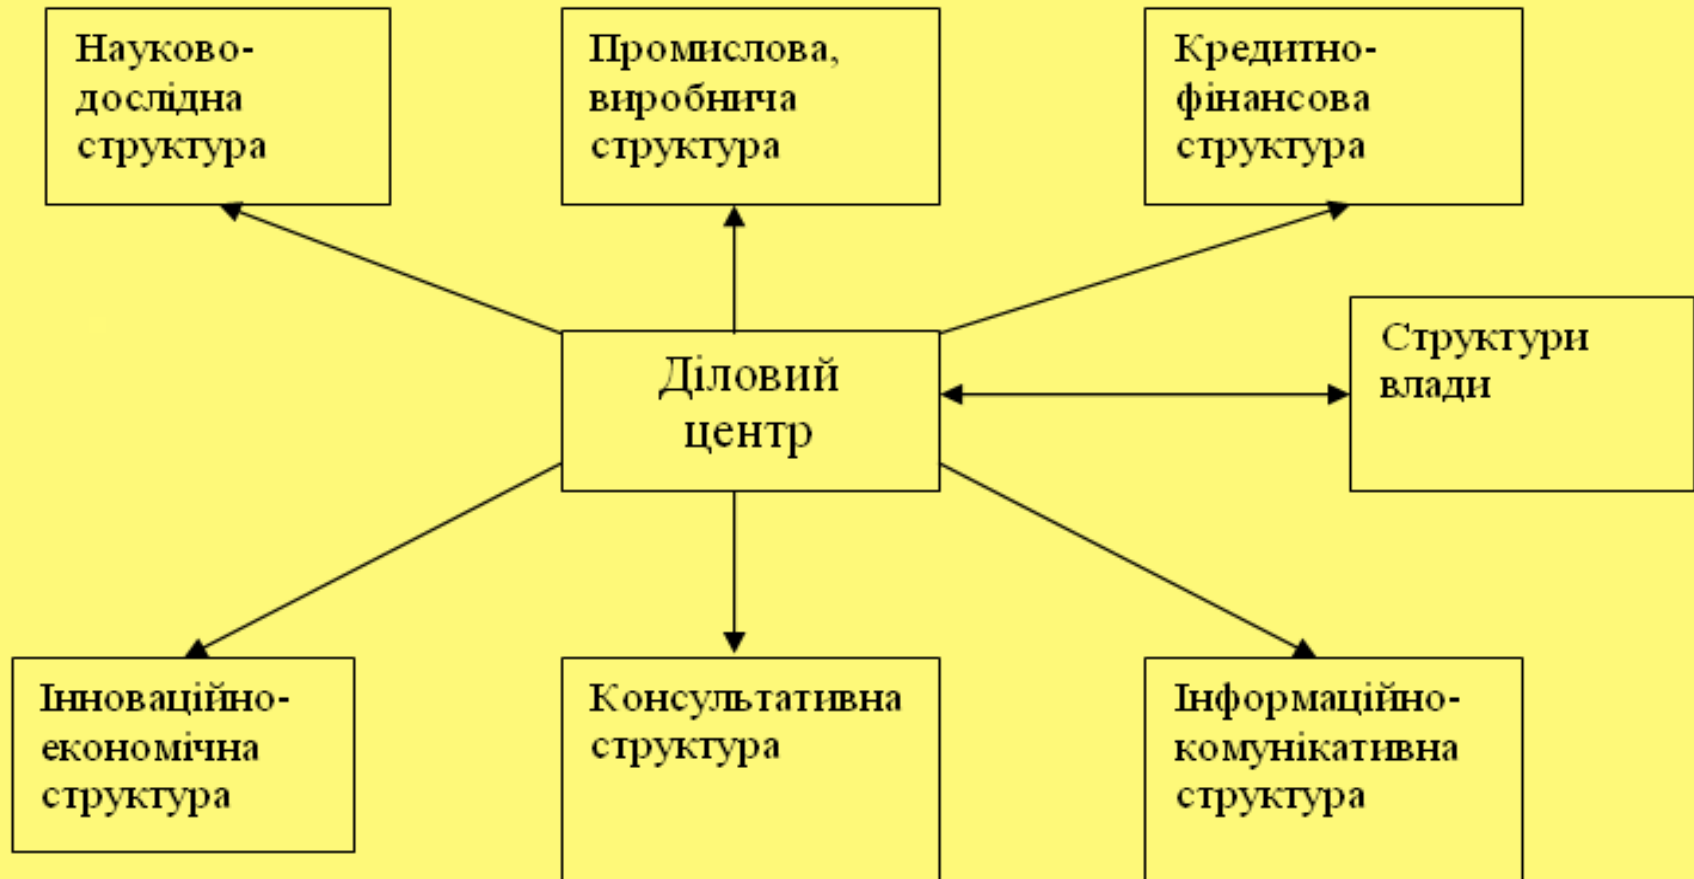 Науково-
дослідна
структура
Промислова,
виробнича
структура
Кредитно-
фінансова
структура
Структури
влади
Діловий
центр
Інноваційно-
економічна
структура
Консультативна
структура
Інформаційно-
комунікативна
структура